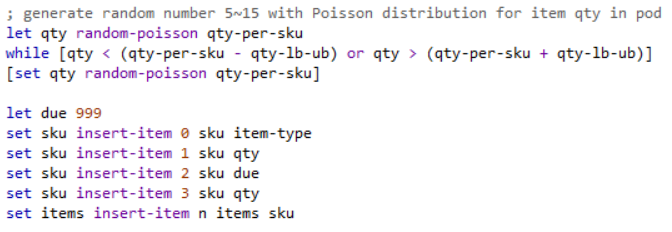 ; generate random number 5~15 with Poisson distribution for item qty in pod
let qty random-poisson qty-per-sku
while [qty < (qty-per-sku - qty-lb-ub) or qty > (qty-per-sku + qty-lb-ub)]
[set qty random-poisson qty-per-sku]
let due 999
set sku insert-item 0 sku item-type
set sku insert-item 1 sku qty
set sku insert-item 2 sku due
set sku insert-item 3 sku qty
set items insert-item n items sku